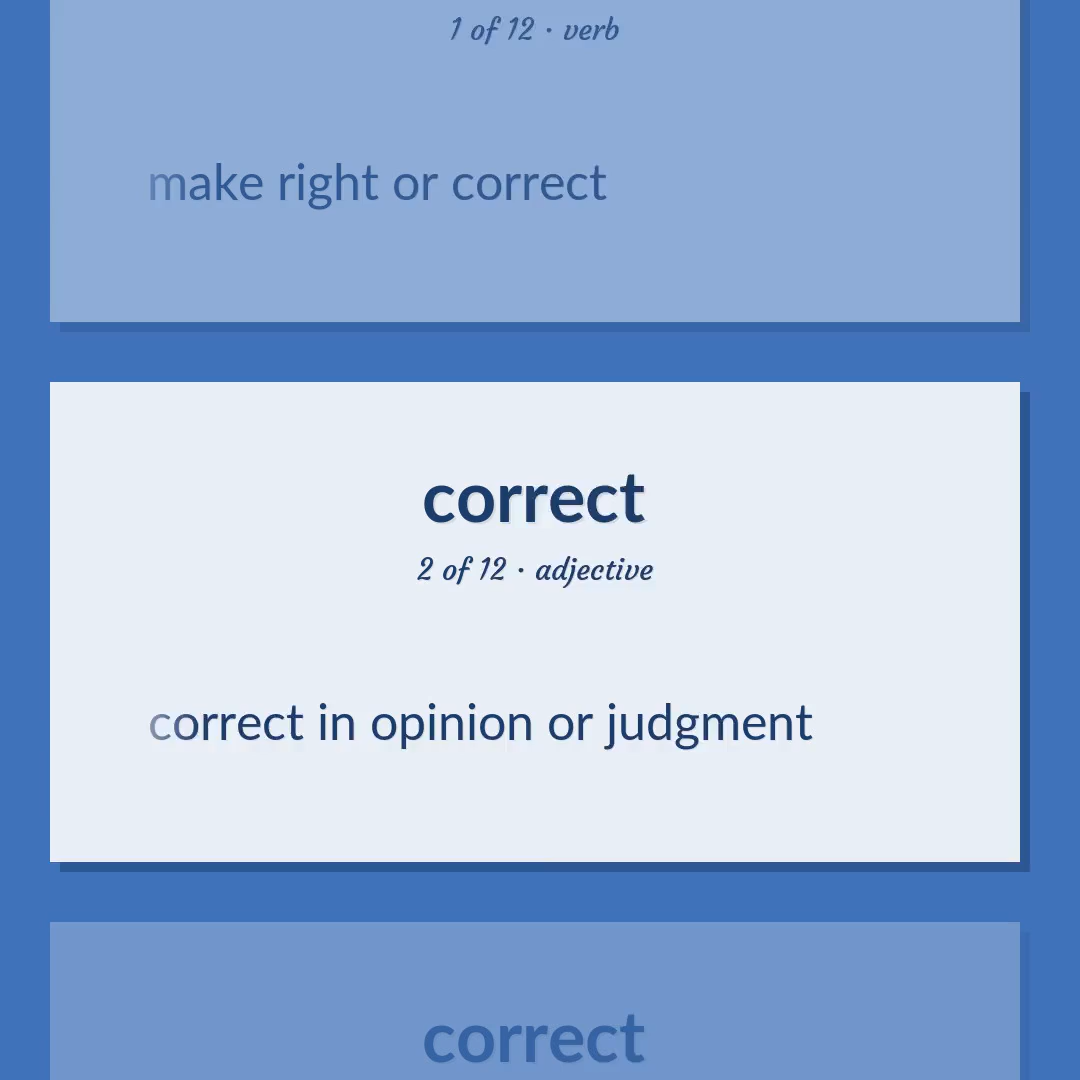 1 of 12 · verb
make right or correct
correct
2 of 12 · adjective
correct in opinion or judgment
correct